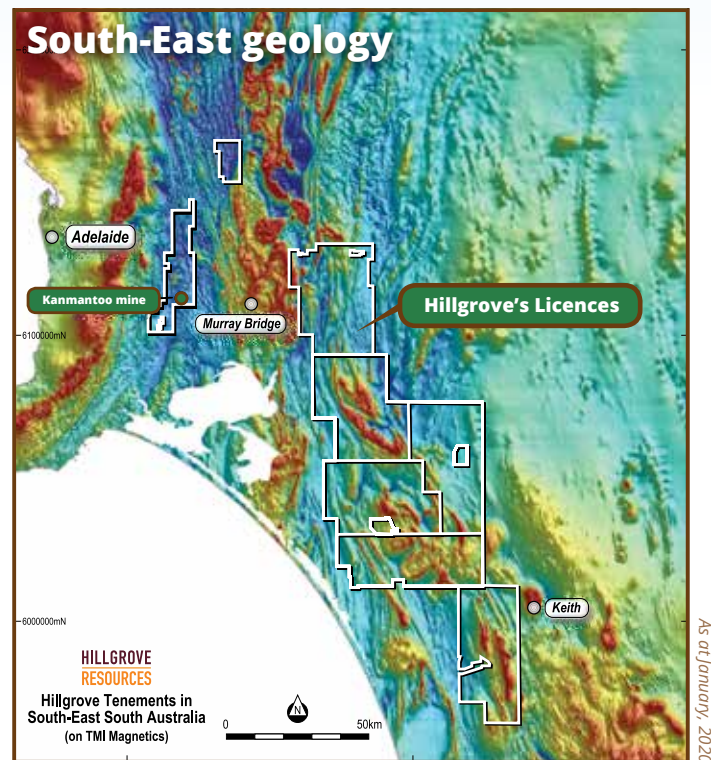 South-East geology
Adelaide
Kanmantoo mine
Hillgrove's Licences
Murray Bridge
6100000mN
Keith
6000000mN
HILLGROVE
RESOURCES
Hillgrove Tenements in
South-East South Australia
(on TMI Magnetics)
N
0
50km
As at January, 2020